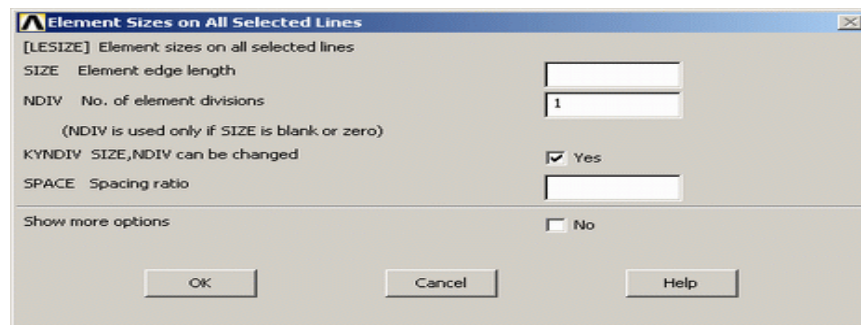 Element Sizes on All Selected Lines
[LESIZE] Element sizes on all selected lines
SIZE Element edge length
NDIV No. of element divisions 1
(NDIV is used only if SIZE is blank or zero)
KYNDIV SIZE,NDIV can be changed Yes
SPACE Spacing ratio
Show more options No
OK Cancel Help